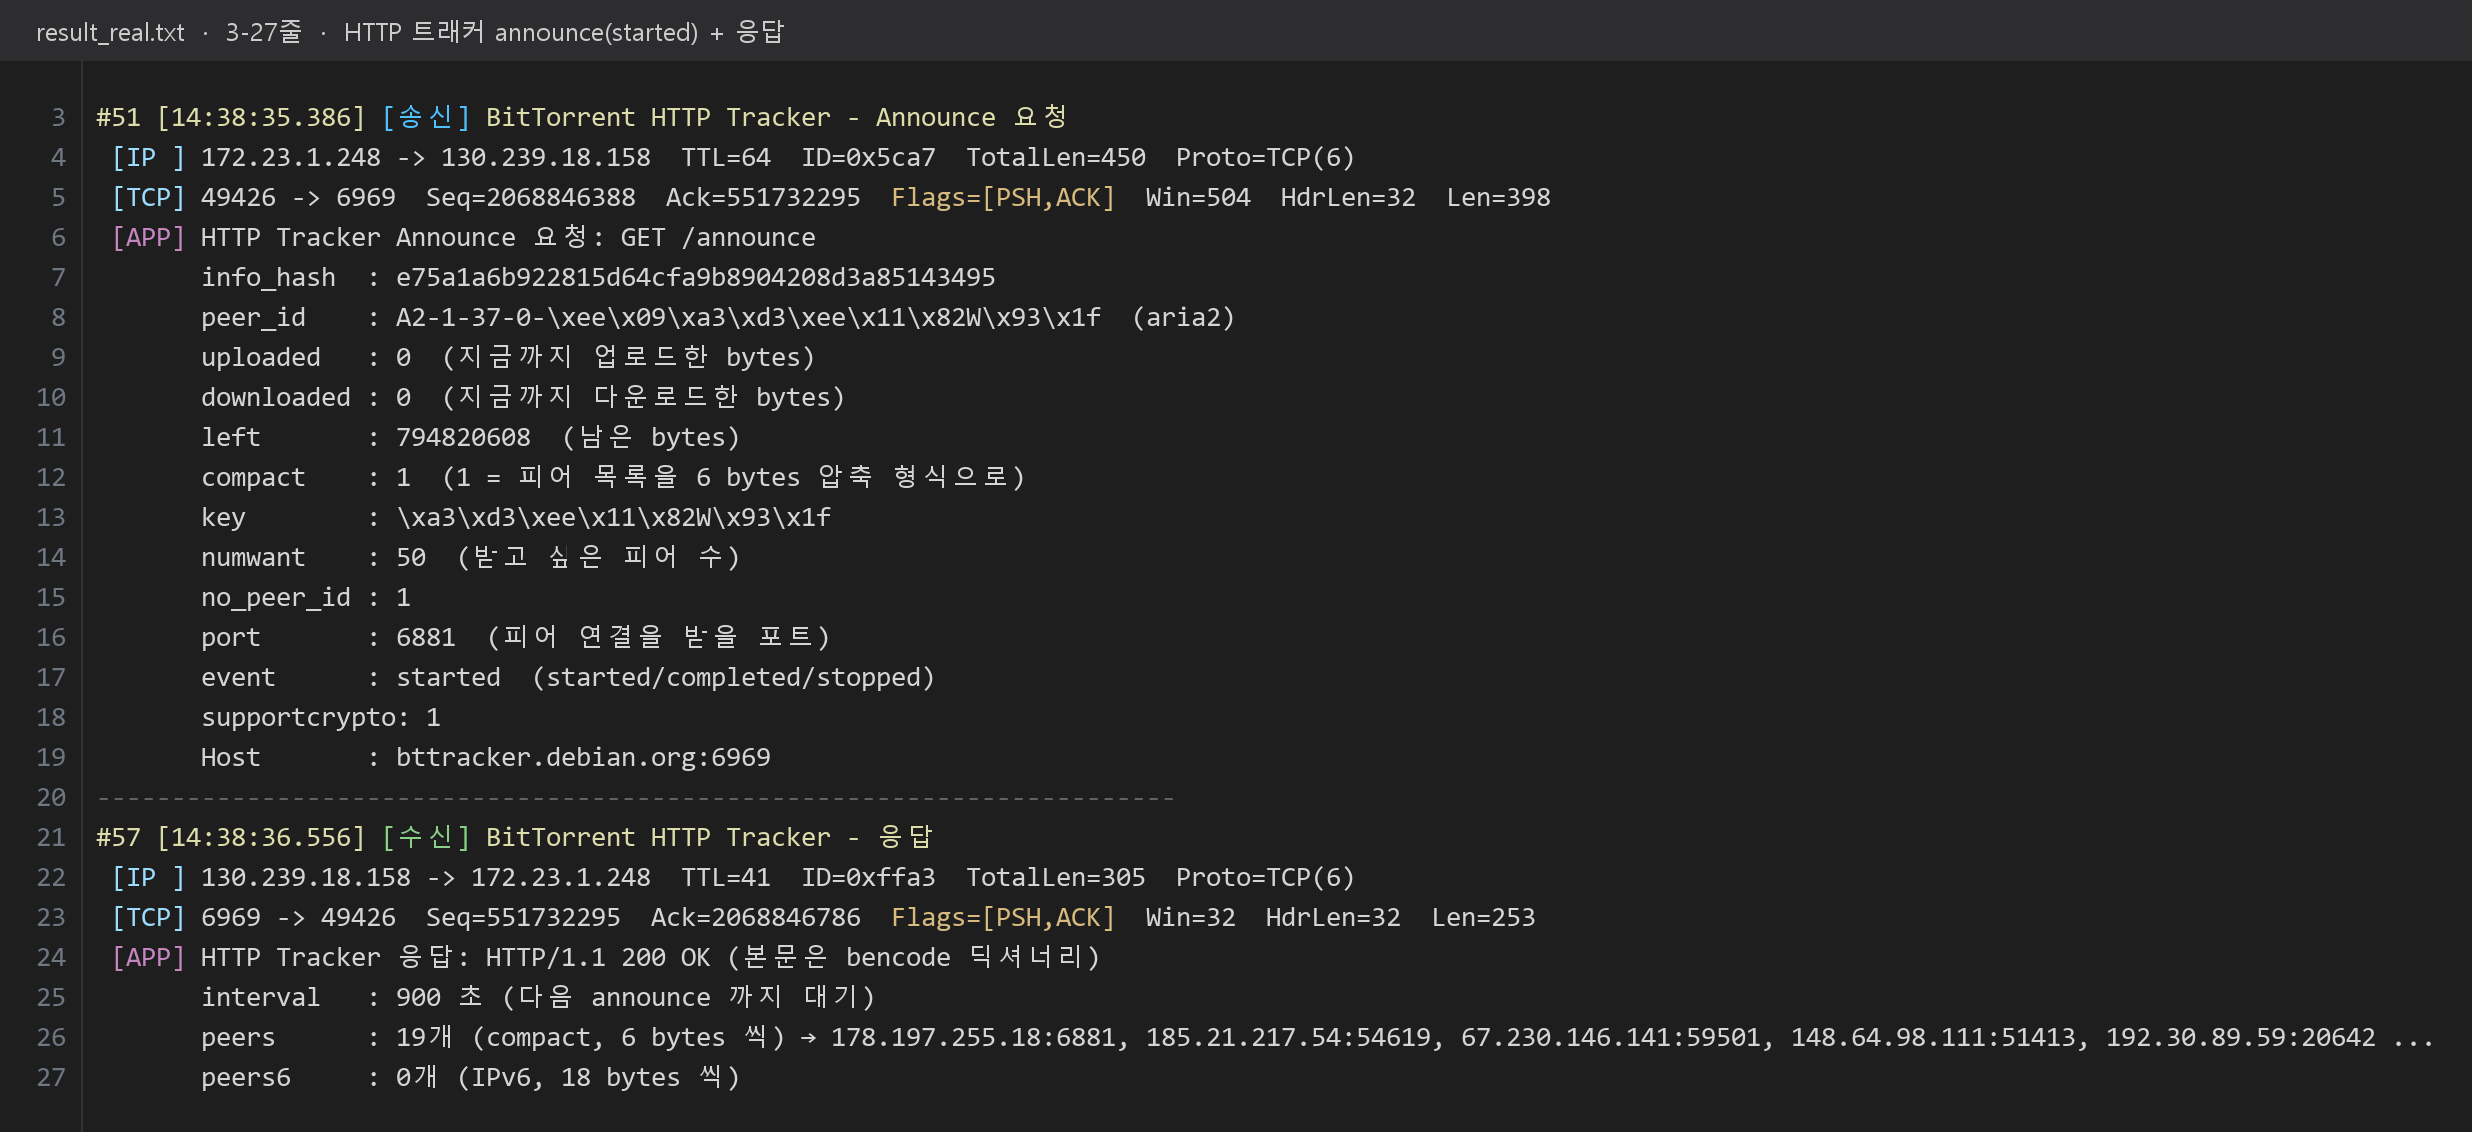 result_real.txt · 3-27줄 · HTTP 트래커 announce(started) + 응답
3 #51 [14:38:35.386] [송신] BitTorrent HTTP Tracker - Announce 요청
4 [IP ] 172.23.1.248 -> 130.239.18.158  TTL=64  ID=0x5ca7  TotalLen=450  Proto=TCP(6)
5 [TCP] 49426 -> 6969  Seq=2068846388  Ack=551732295  Flags=[PSH,ACK]  Win=504  HdrLen=32  Len=398
6 [APP] HTTP Tracker Announce 요청: GET /announce
7 info_hash  : e75a1a6b922815d64cfa9b8904208d3a85143495
8 peer_id    : A2-1-37-0-\xee\x09\xa3\xd3\xee\x11\x82W\x93\x1f  (aria2)
9 uploaded   : 0  (지금까지 업로드한 bytes)
10 downloaded : 0  (지금까지 다운로드한 bytes)
11 left       : 794820608  (남은 bytes)
12 compact    : 1  (1 = 피어 목록을 6 bytes 압축 형식으로)
13 key        : \xa3\xd3\xee\x11\x82W\x93\x1f
14 numwant    : 50  (받고 싶은 피어 수)
15 no_peer_id : 1
16 port       : 6881  (피어 연결을 받을 포트)
17 event      : started  (started/completed/stopped)
18 supportcrypto: 1
19 Host       : bttracker.debian.org:6969
20 ------------------------------------------------------------------------
21 #57 [14:38:36.556] [수신] BitTorrent HTTP Tracker - 응답
22 [IP ] 130.239.18.158 -> 172.23.1.248  TTL=41  ID=0xffa3  TotalLen=305  Proto=TCP(6)
23 [TCP] 6969 -> 49426  Seq=551732295  Ack=2068846786  Flags=[PSH,ACK]  Win=32  HdrLen=32  Len=253
24 [APP] HTTP Tracker 응답: HTTP/1.1 200 OK (본문은 bencode 딕셔너리)
25 interval   : 900 초 (다음 announce 까지 대기)
26 peers      : 19개 (compact, 6 bytes 씩) → 178.197.255.18:6881, 185.21.217.54:54619, 67.230.146.141:59501, 148.64.98.111:51413, 192.30.89.59:20642 ...
27 peers6     : 0개 (IPv6, 18 bytes 씩)